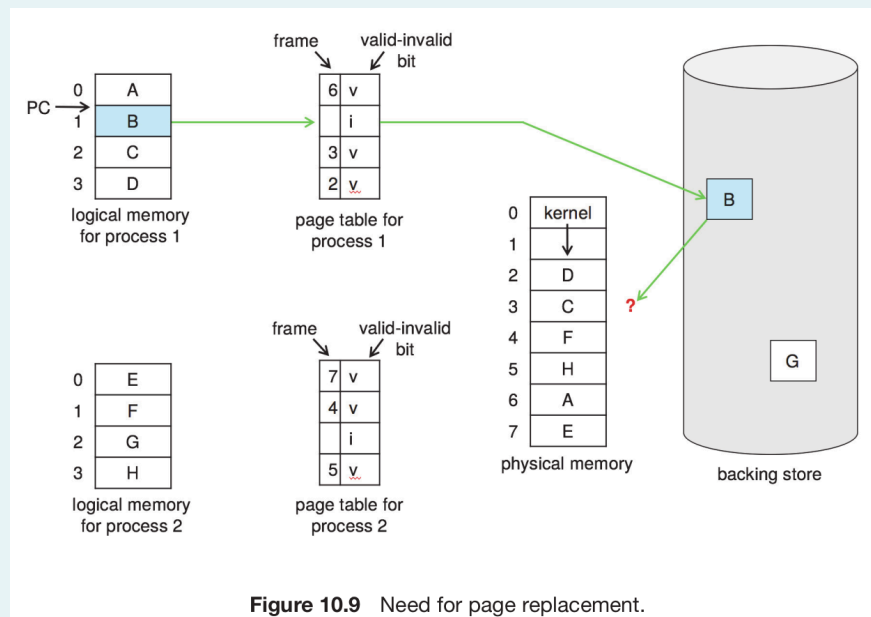 frame
valid-invalid
bit
PC
0 A
1 B
2 C
3 D
logical memory
for process 1
6 v
i
3 v
2 v
page table for
process 1
0 kernel
1
2 D
3 C
4 F
5 H
6 A
7 E
physical memory
?
B
G
backing store
0 E
1 F
2 G
3 H
logical memory
for process 2
frame
valid-invalid
bit
7 v
4 v
i
5 v
page table for
process 2
Figure 10.9 Need for page replacement.